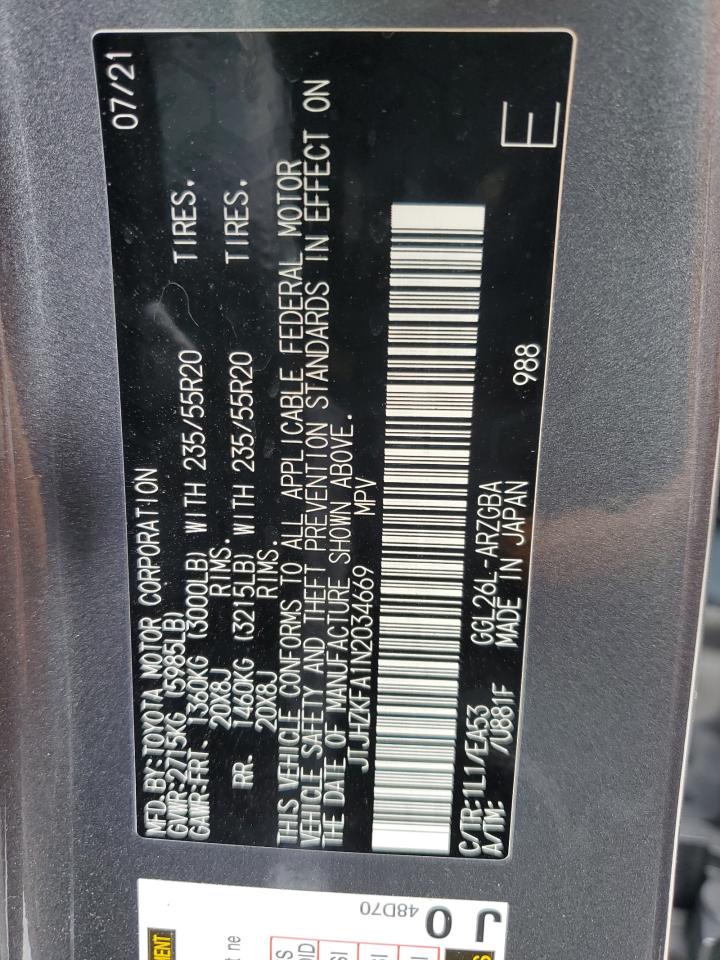 MFD.BY:TOYOTA MOTOR CORPORATION 07/21
GVWR:2715KG (5985LB)
GAWR:FRT. 1360KG (3000LB) WITH 235/55R20 TIRES.
20X8J RIMS.
RR. 1460KG (3215LB) WITH 235/55R20 TIRES.
20X8J RIMS.
THIS VEHICLE CONFORMS TO ALL APPLICABLE FEDERAL MOTOR
VEHICLE SAFETY AND THEFT PREVENTION STANDARDS IN EFFECT ON
THE DATE OF MANUFACTURE SHOWN ABOVE.
JTJHZKFA1N2034669 MPV
C/TR:1L1/EA53 GGL26L-ARZGBA
A/TM: /U881F MADE IN JAPAN 988 E
J O
48D70